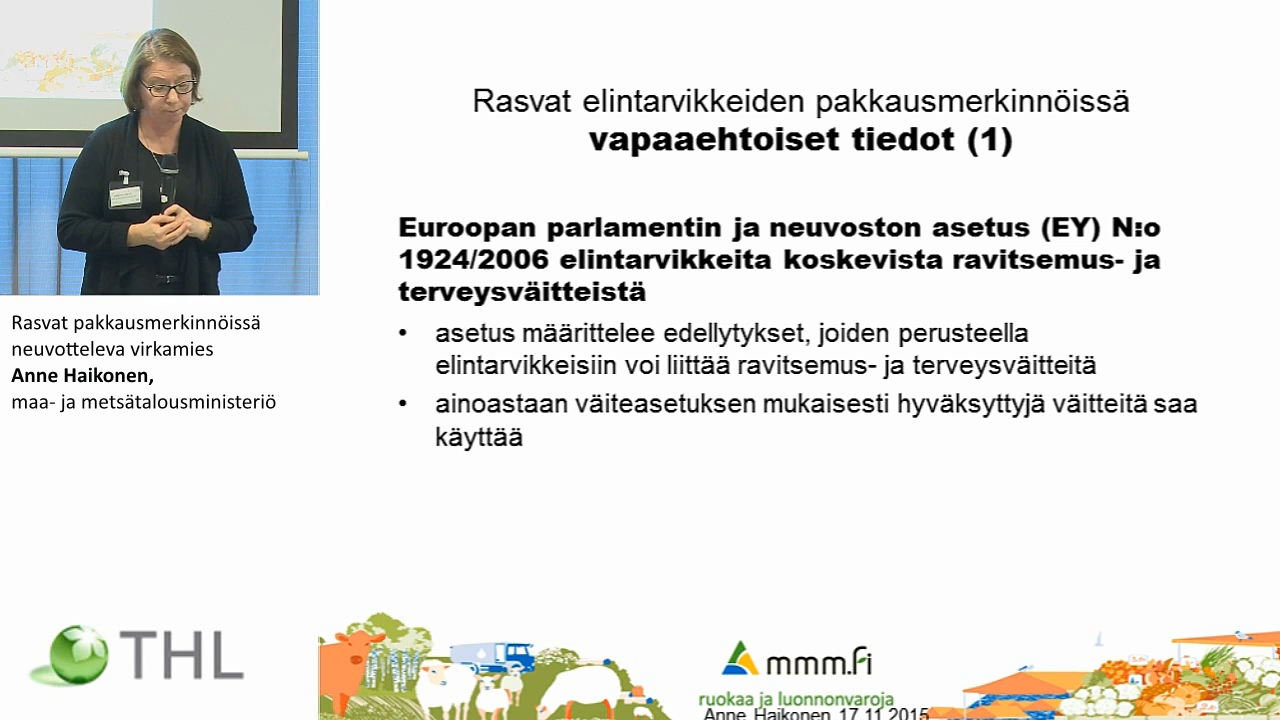 Rasvat elintarvikkeiden pakkausmerkinnöissä
vapaaehtoiset tiedot (1)
Euroopan parlamentin ja neuvoston asetus (EY) N:o
1924/2006 elintarvikkeita koskevista ravitsemus- ja
terveysväitteistä
• asetus määrittelee edellytykset, joiden perusteella
elintarvikkeisiin voi liittää ravitsemus- ja terveysväitteitä
• ainoastaan väiteasetuksen mukaisesti hyväksyttyjä väitteitä saa
käyttää
Rasvat pakkausmerkinnöissä
neuvotteleva virkamies
Anne Haikonen,
maa- ja metsätalousministeriö
THL
mmm.fi
ruokaa ja luonnonvaroja
Anne Haikonen 17.11.2015